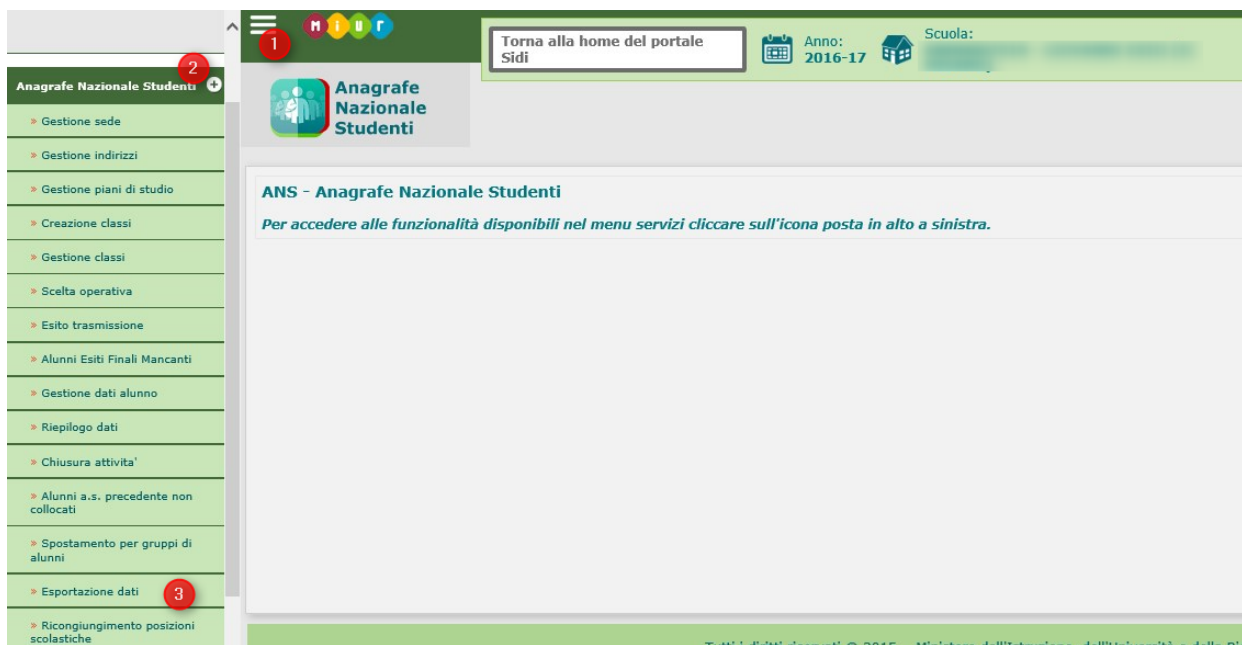 1
miur
Torna alla home del portale
Sidi
Anno:
2016-17
Scuola:
2
Anagrafe Nazionale Studenti
Anagrafe
Nazionale
Studenti
» Gestione sede
» Gestione indirizzi
» Gestione piani di studio
» Creazione classi
» Gestione classi
» Scelta operativa
» Esito trasmissione
» Alunni Esiti Finali Mancanti
» Gestione dati alunno
» Riepilogo dati
» Chiusura attivita'
» Alunni a.s. precedente non
collocati
» Spostamento per gruppi di
alunni
» Esportazione dati
3
» Ricongiungimento posizioni
scolastiche
ANS - Anagrafe Nazionale Studenti
Per accedere alle funzionalità disponibili nel menu servizi cliccare sull'icona posta in alto a sinistra.